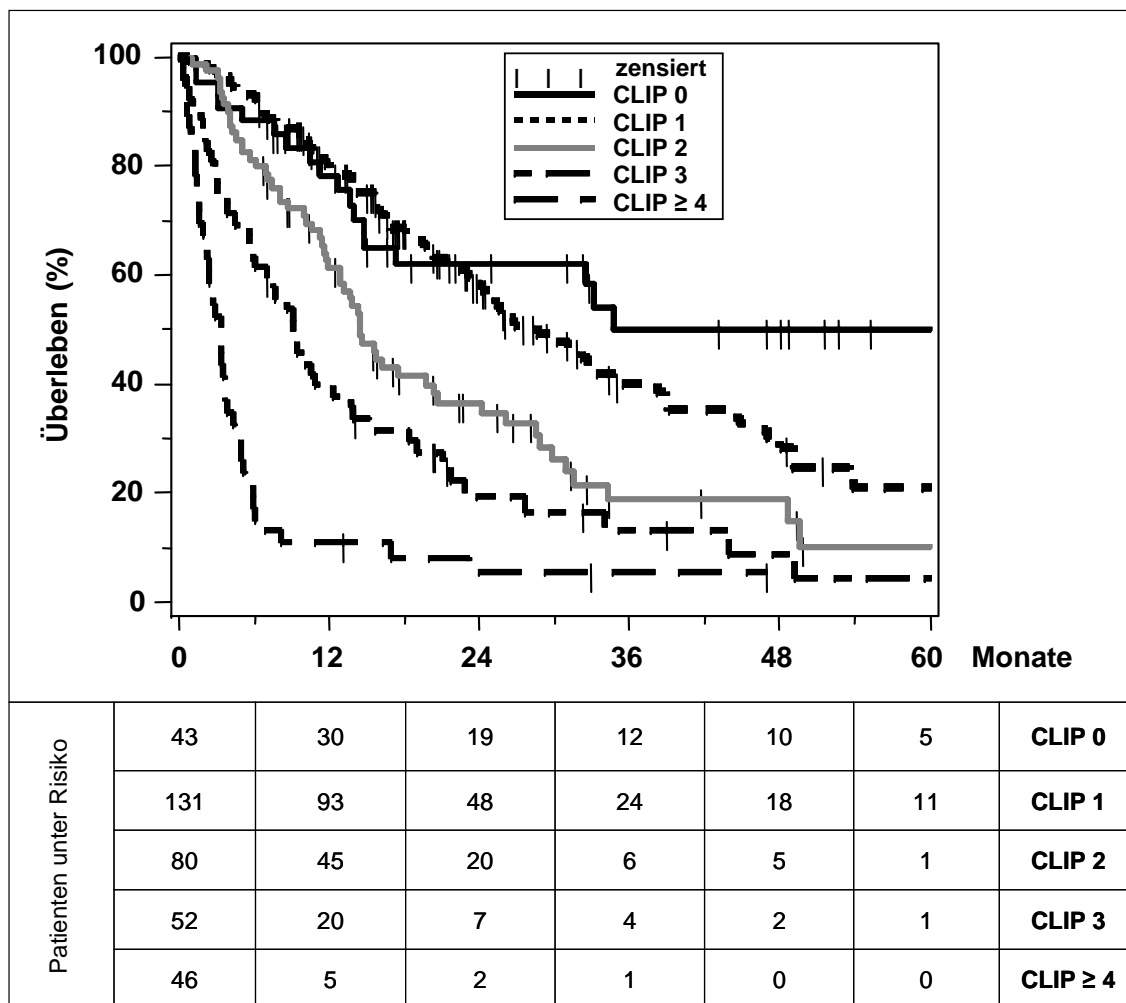 100
80
60
40
20
0
Überleben (%)
zensiert
CLIP 0
CLIP 1
CLIP 2
CLIP 3
CLIP ≥ 4
0 12 24 36 48 60 Monate
Patienten unter Risiko
43 30 19 12 10 5 CLIP 0
131 93 48 24 18 11 CLIP 1
80 45 20 6 5 1 CLIP 2
52 20 7 4 2 1 CLIP 3
46 5 2 1 0 0 CLIP ≥ 4